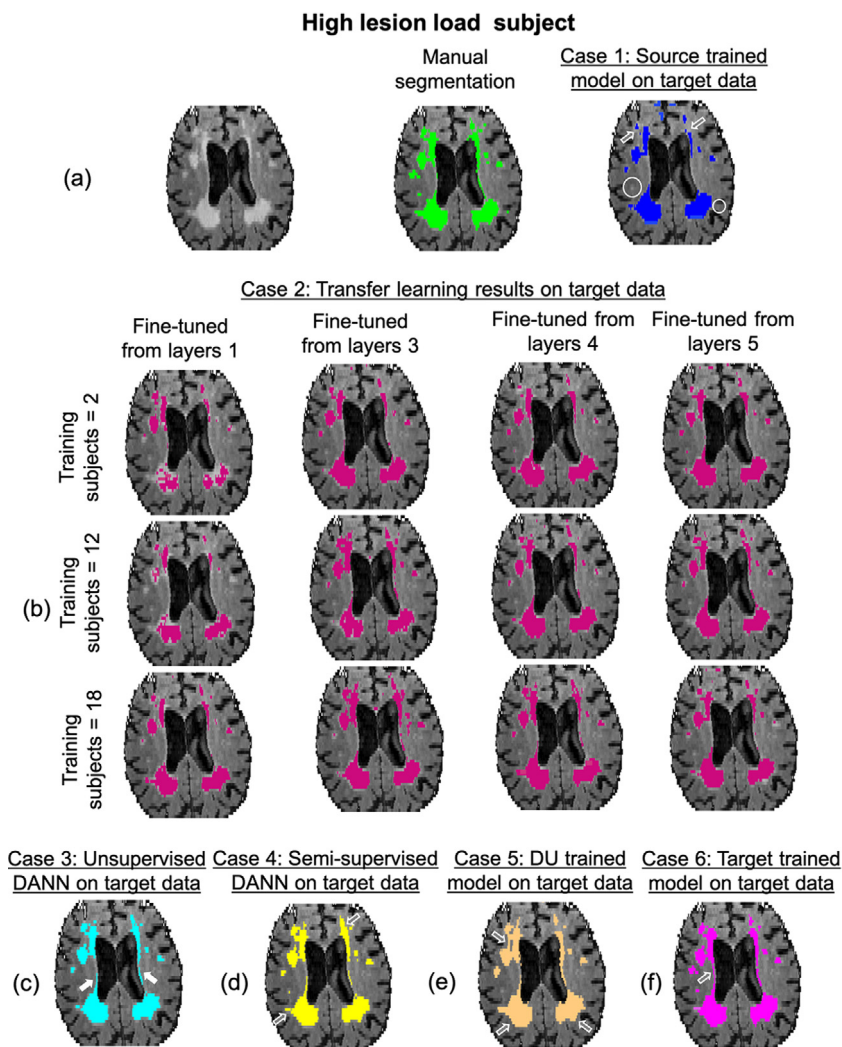 High lesion load subject
Manual
segmentation
Case 1: Source trained
model on target data
(a)
Case 2: Transfer learning results on target data
Fine-tuned
from layers 1
Fine-tuned
from layers 3
Fine-tuned from
layers 4
Fine-tuned from
layers 5
Training
subjects = 2
(b)
Training
subjects = 12
Training
subjects = 18
Case 3: Unsupervised
DANN on target data
Case 4: Semi-supervised
DANN on target data
Case 5: DU trained
model on target data
Case 6: Target trained
model on target data
(c)
(d)
(e)
(f)